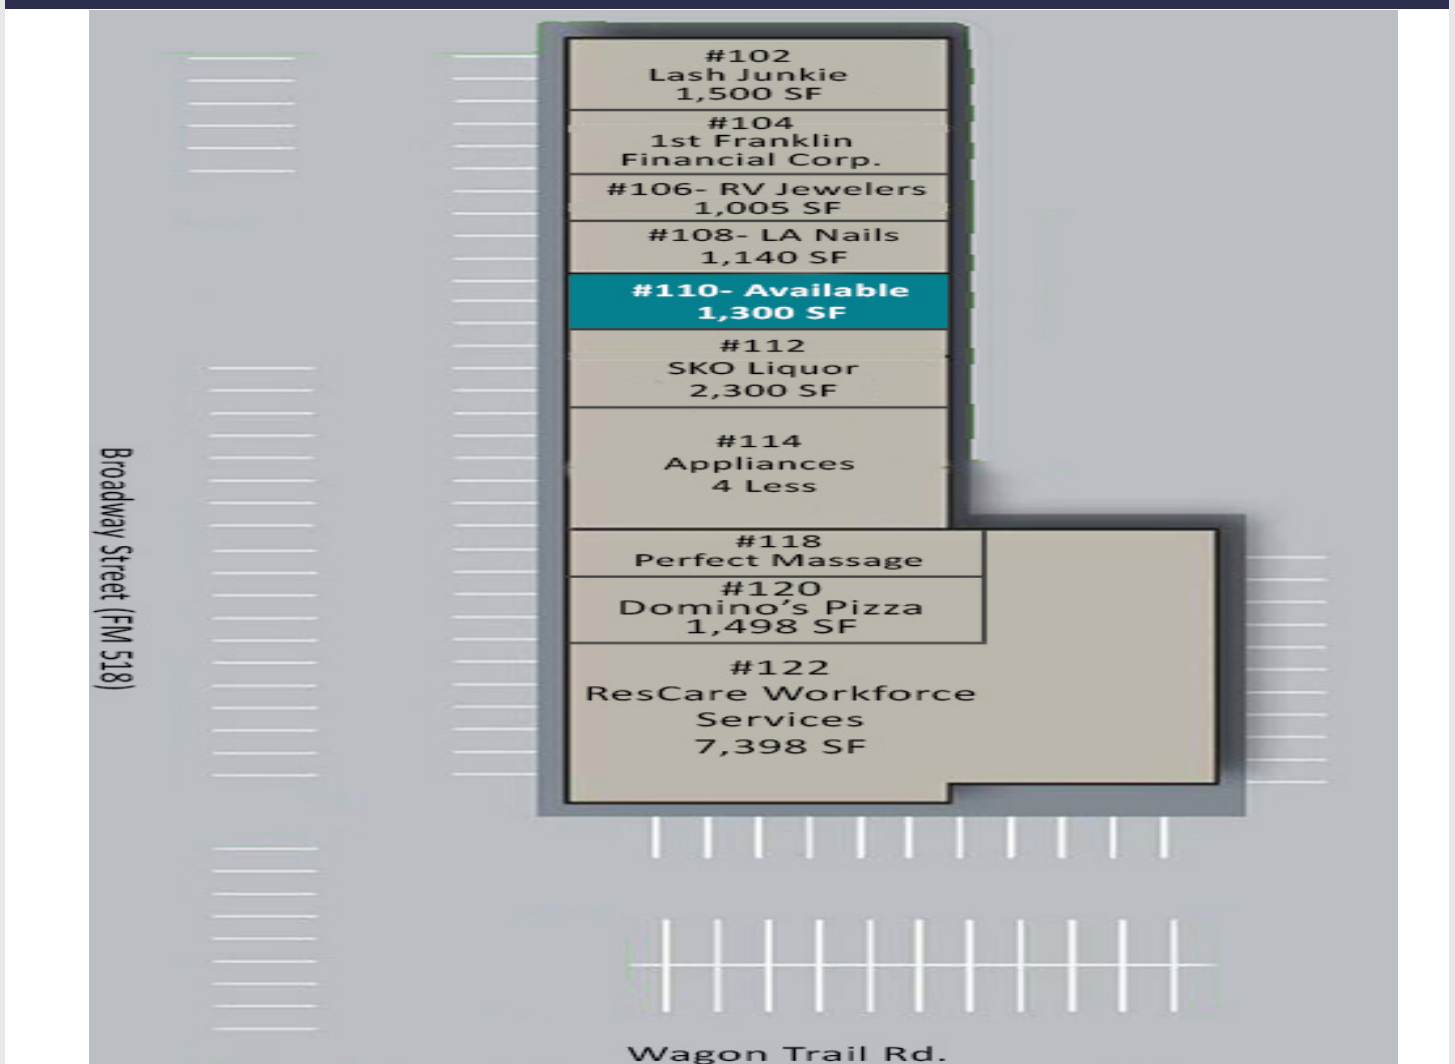 #102
Lash Junkie
1,500 SF
#104
1st Franklin
Financial Corp.
#106- RV Jewelers
1,005 SF
#108- LA Nails
1,140 SF
#110- Available
1,300 SF
#112
SKO Liquor
2,300 SF
#114
Appliances
4 Less
#118
Perfect Massage
#120
Domino’s Pizza
1,498 SF
#122
ResCare Workforce
Services
7,398 SF
Broadway Street (FM 518)
Wagon Trail Rd.